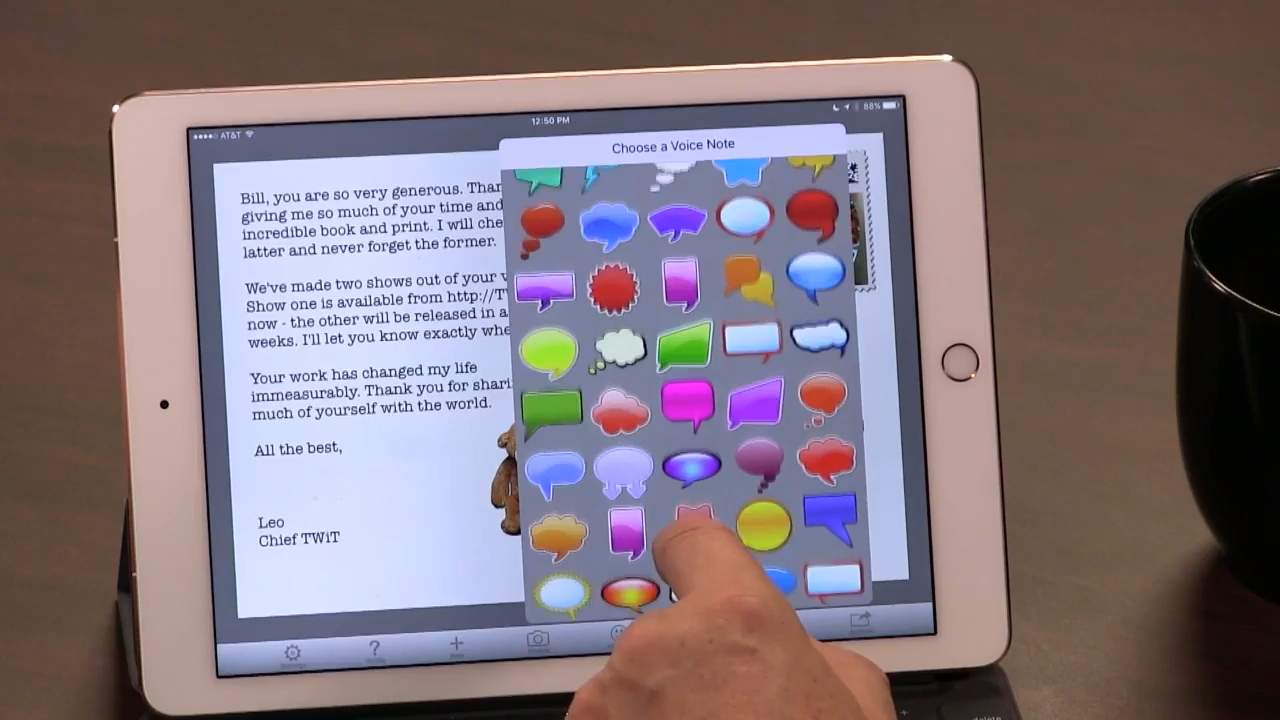 AT&T
12:50 PM
88%
Choose a Voice Note
Bill, you are so very generous. Than
giving me so much of your time and
incredible book and print. I will che
latter and never forget the former.
We've made two shows out of your v
Show one is available from http://T
now - the other will be released in a
weeks. I'll let you know exactly whe
Your work has changed my life
immeasurably. Thank you for shari
much of yourself with the world.
All the best,
Leo
Chief TWiT
delete